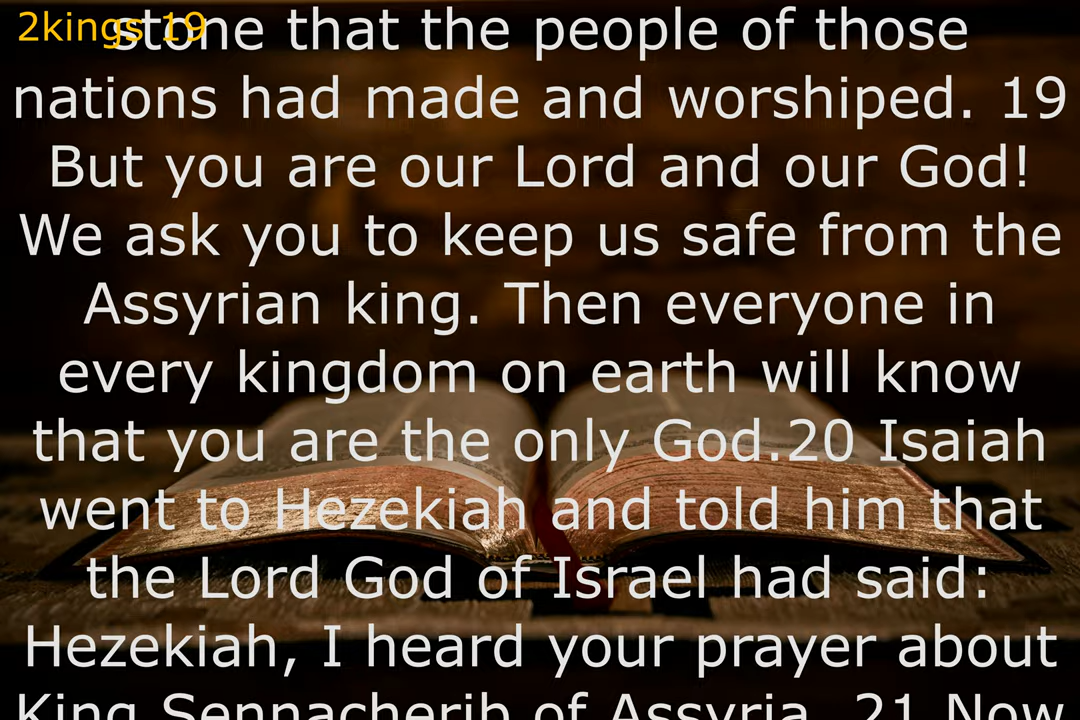 2kings 19
stone that the people of those
nations had made and worshiped. 19
But you are our Lord and our God!
We ask you to keep us safe from the
Assyrian king. Then everyone in
every kingdom on earth will know
that you are the only God.20 Isaiah
went to Hezekiah and told him that
the Lord God of Israel had said:
Hezekiah, I heard your prayer about
King Sennacherib of Assyria. 21 Now